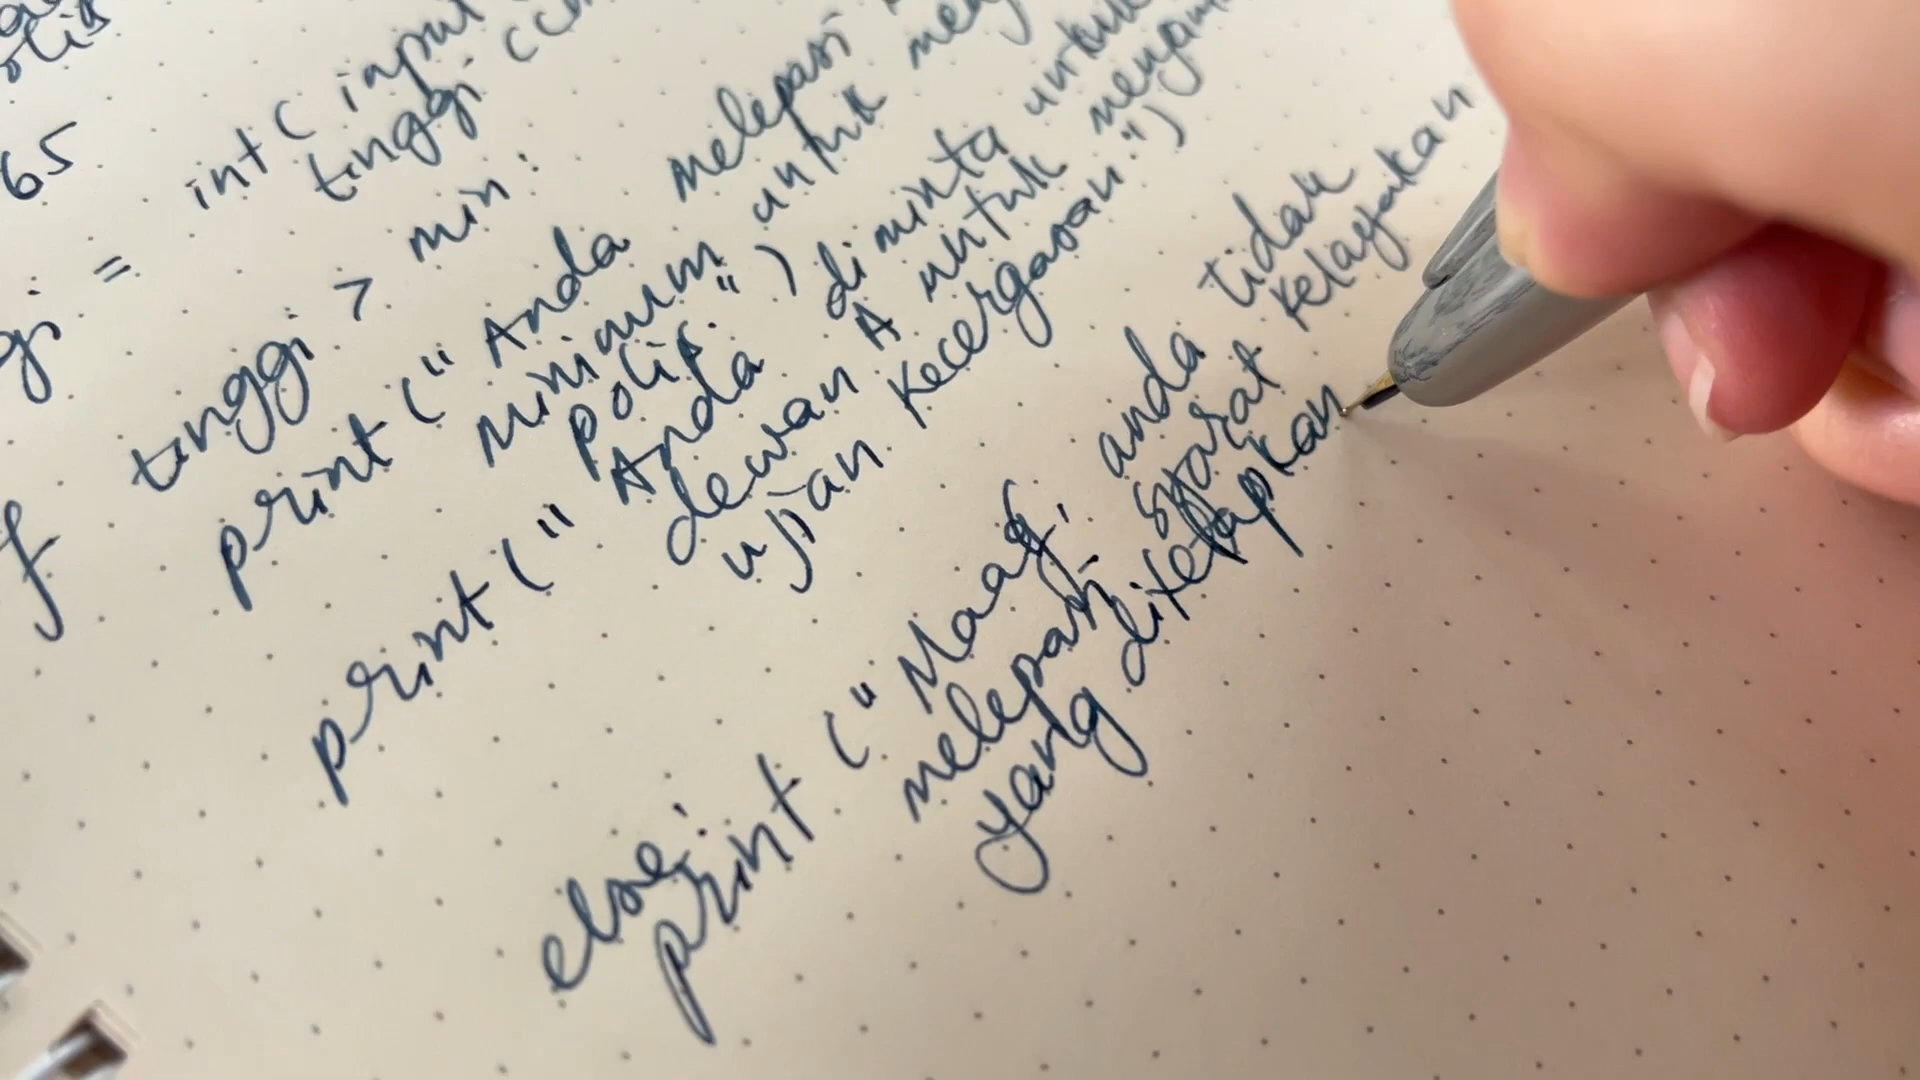 65
= int ( input
tinggi (cm
tinggi > min :
print (" Anda melepasi
minimum untuk
polis. " )
print (" Anda diminta untuk
dewan A untuk
ujian kecergasan ")
else :
print (" Maaf, anda tidak
melepasi syarat kelayakan
yang ditetapkan